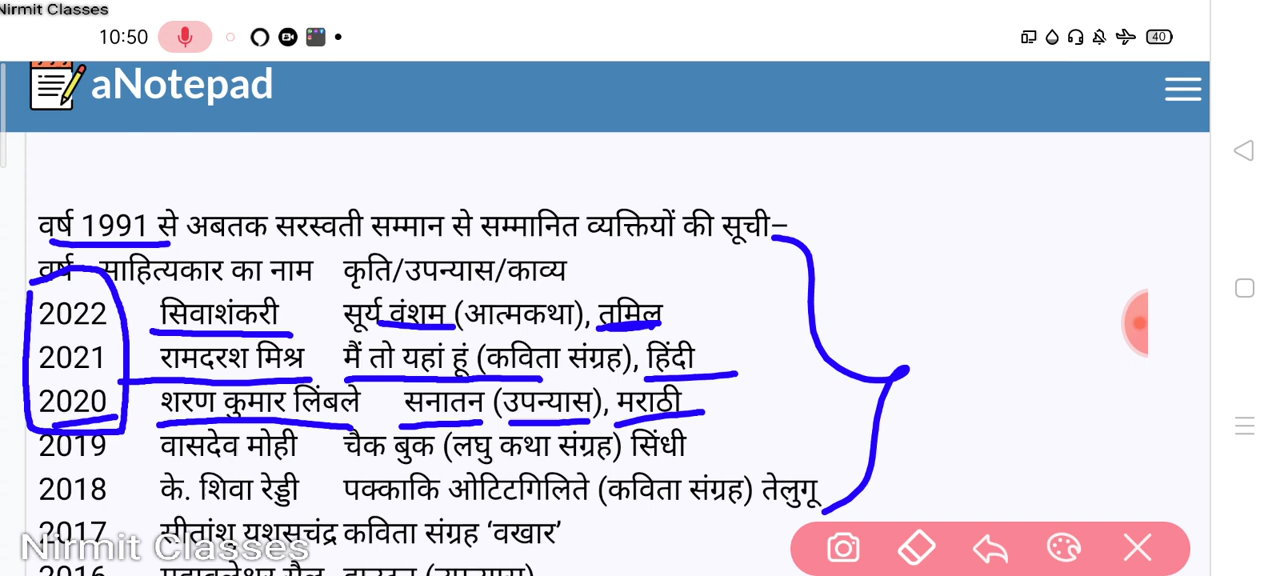 Nirmit Classes
10:50 40
aNotepad
वर्ष 1991 से अबतक सरस्वती सम्मान से सम्मानित व्यक्तियों की सूची–
वर्ष साहित्यकार का नाम कृति/उपन्यास/काव्य
2022 सिवाशंकरी सूर्य वंशम (आत्मकथा), तमिल
2021 रामदरश मिश्र मैं तो यहां हूं (कविता संग्रह), हिंदी
2020 शरण कुमार लिंबले सनातन (उपन्यास), मराठी
2019 वासदेव मोही चैक बुक (लघु कथा संग्रह) सिंधी
2018 के. शिवा रेड्डी पक्काकि ओटिटगिलिते (कविता संग्रह) तेलुगू
2017 सीतांशु यशसचंद्र कविता संग्रह ‘वखार’
Nirmit Classes
2016